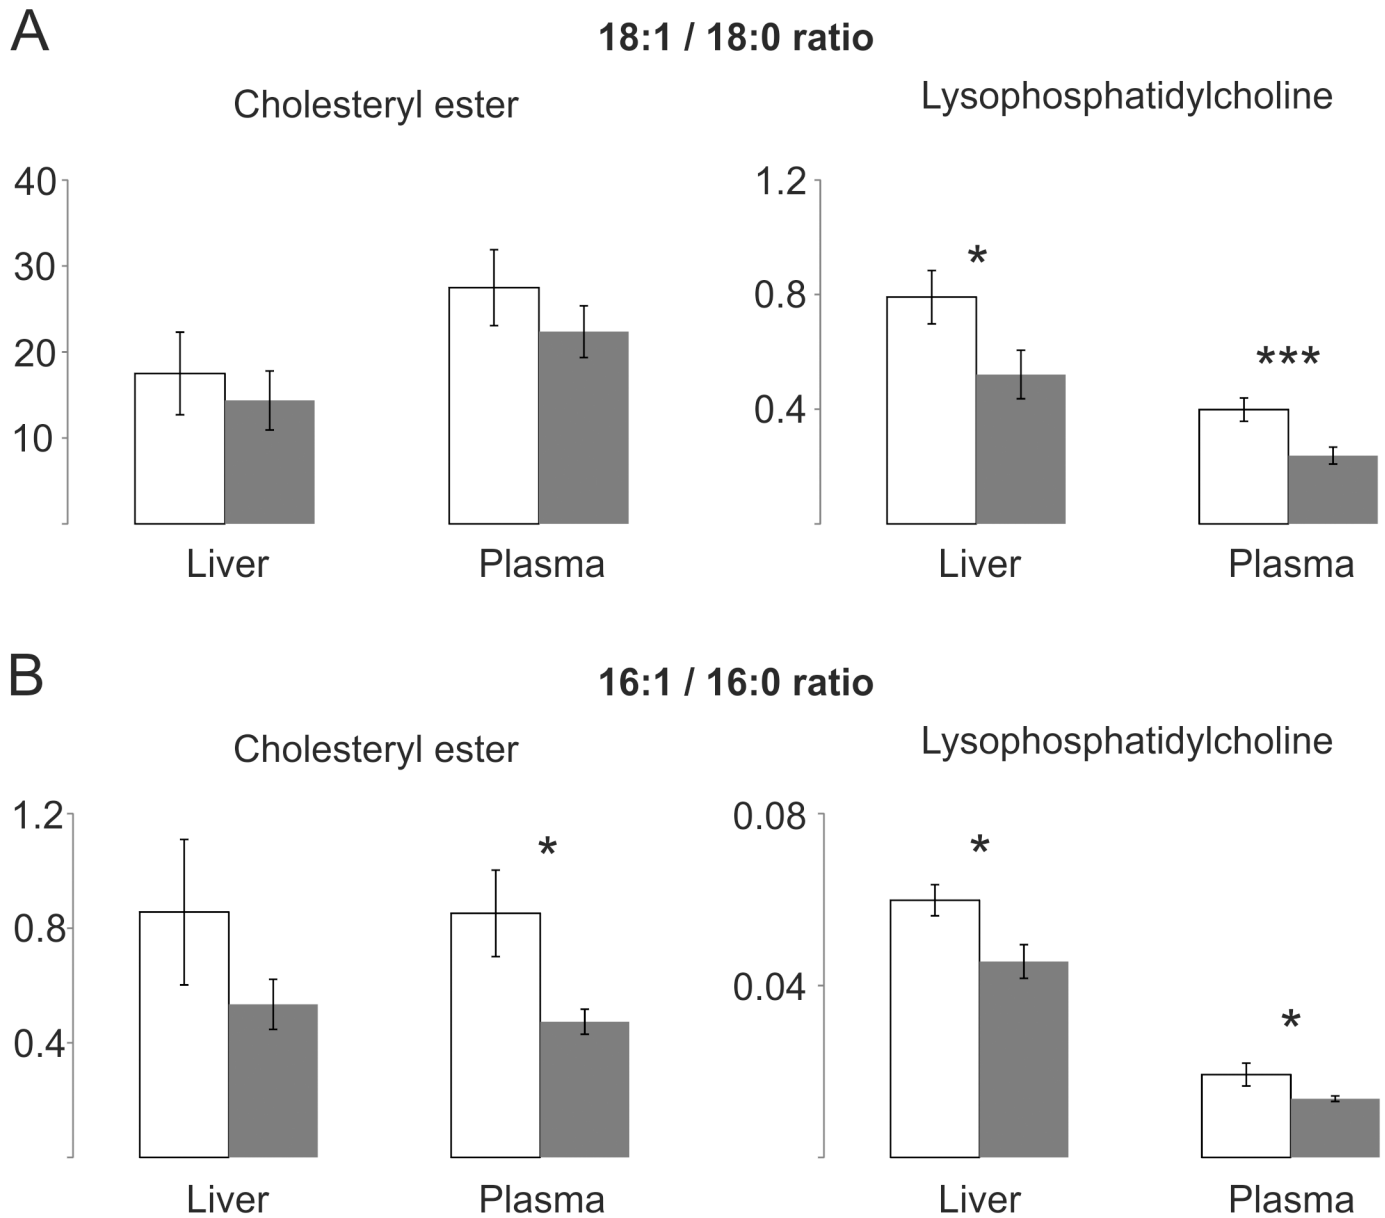 A
18:1 / 18:0 ratio
Cholesteryl ester
40
30
20
10
Liver
Plasma
Lysophosphatidylcholine
1.2
0.8
0.4
*
***
Liver
Plasma
B
16:1 / 16:0 ratio
Cholesteryl ester
1.2
0.8
0.4
*
Liver
Plasma
Lysophosphatidylcholine
0.08
0.04
*
*
Liver
Plasma